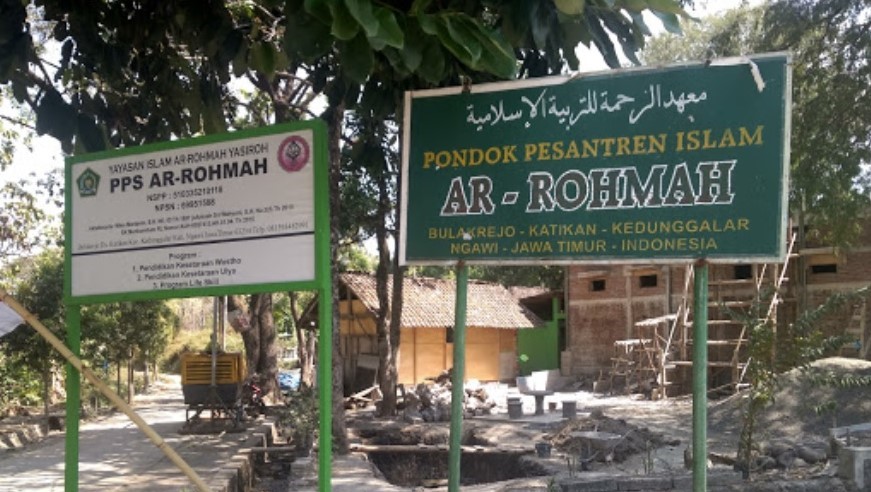 YAYASAN ISLAM AR-ROHMAH YASIROH
PPS AR-ROHMAH
NSPP : 510335210118
NPSN : 69951586
Program :
1. Pendidikan Kesetaraan Wustho
2. Pendidikan Kesetaraan Ulya
3. Program Life Skill
معهد الرحمة للتربية الإسلامية
PONDOK PESANTREN ISLAM
AR - ROHMAH
BULAKREJO - KATIKAN - KEDUNGGALAR
NGAWI - JAWA TIMUR - INDONESIA